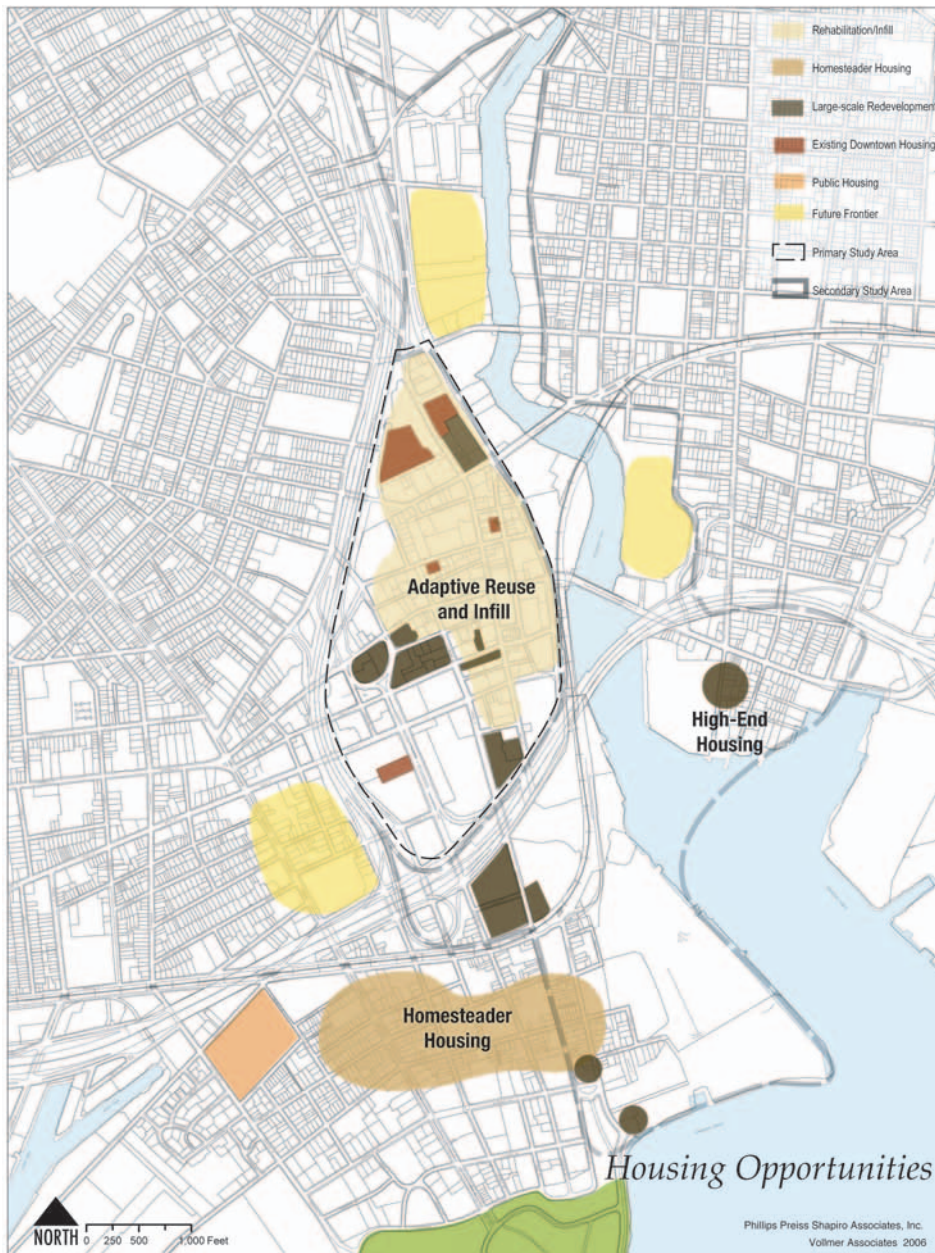 Rehabilitation/Infill
Homesteader Housing
Large-scale Redevelopment
Existing Downtown Housing
Public Housing
Future Frontier
Primary Study Area
Secondary Study Area
Adaptive Reuse
and Infill
High-End
Housing
Homesteader
Housing
Housing Opportunities
NORTH
0 250 500 1,000 Feet
Phillips Preiss Shapiro Associates, Inc.
Vollmer Associates 2006